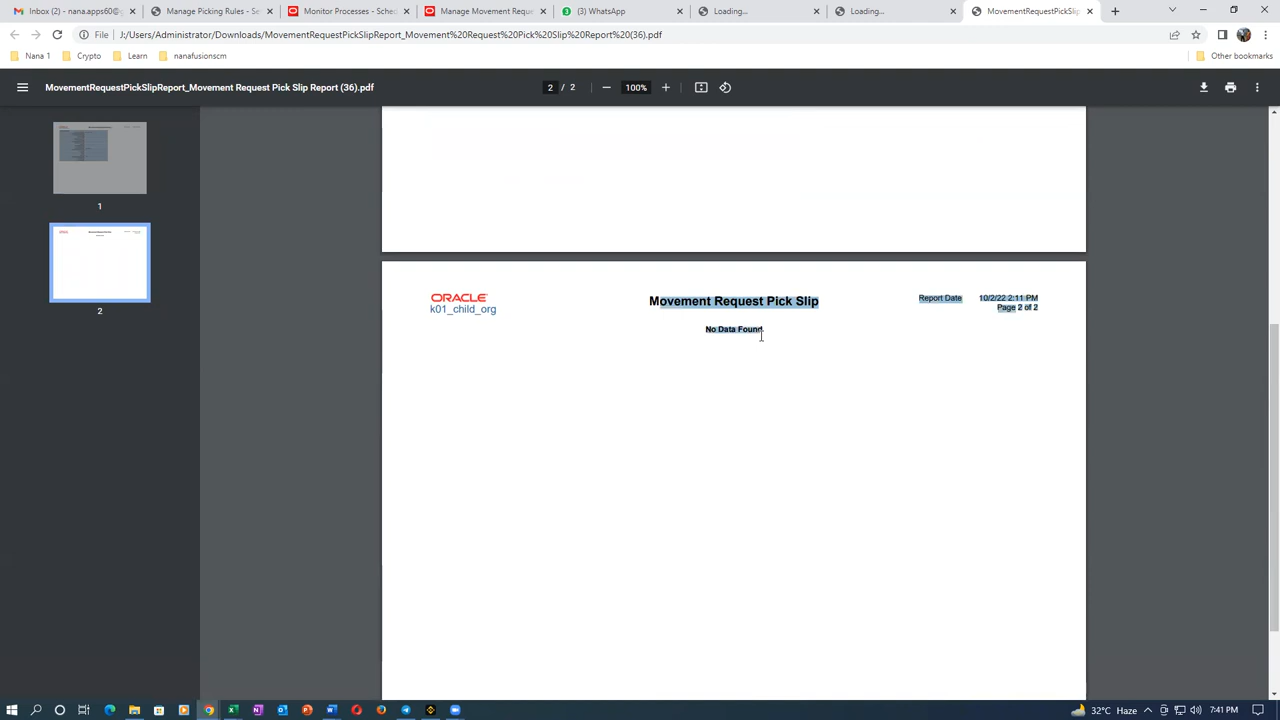 Inbox (2) - nana.apps60@g
Manage Picking Rules - Se
Monitor Processes - Sched
Manage Movement Reque
(3) WhatsApp
Loading...
Loading...
MovementRequestPickSlip
File
J:/Users/Administrator/Downloads/MovementRequestPickSlipReport_Movement%20Request%20Pick%20Slip%20Report%20(36).pdf
Nana 1
Crypto
Learn
nanafusionscm
Other bookmarks
MovementRequestPickSlipReport_Movement Request Pick Slip Report (36).pdf
2 / 2
100%
1
2
ORACLE
k01_child_org
Movement Request Pick Slip
Report Date 10/2/22 2:11 PM
Page 2 of 2
No Data Found
32°C Haze
7:41 PM